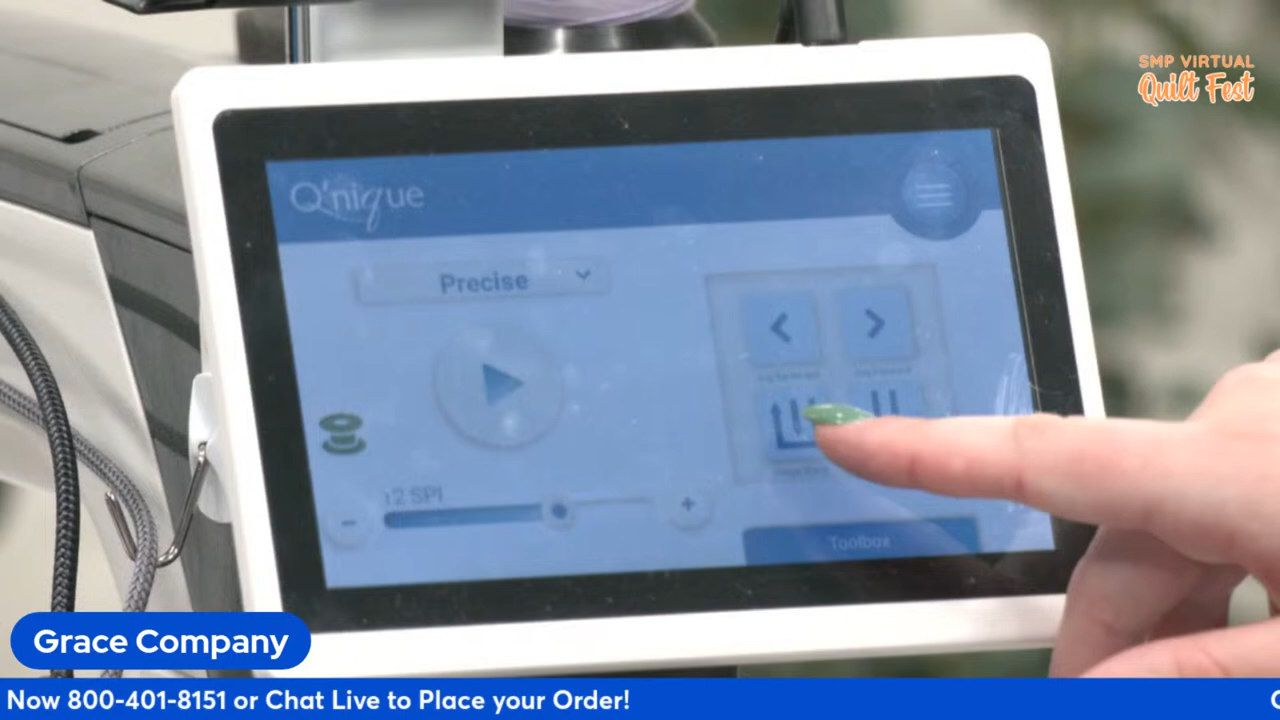 SMP VIRTUAL
Quilt Fest
Q'nique
Precise
12 SPI
Toolbox
Grace Company
Now 800-401-8151 or Chat Live to Place your Order!